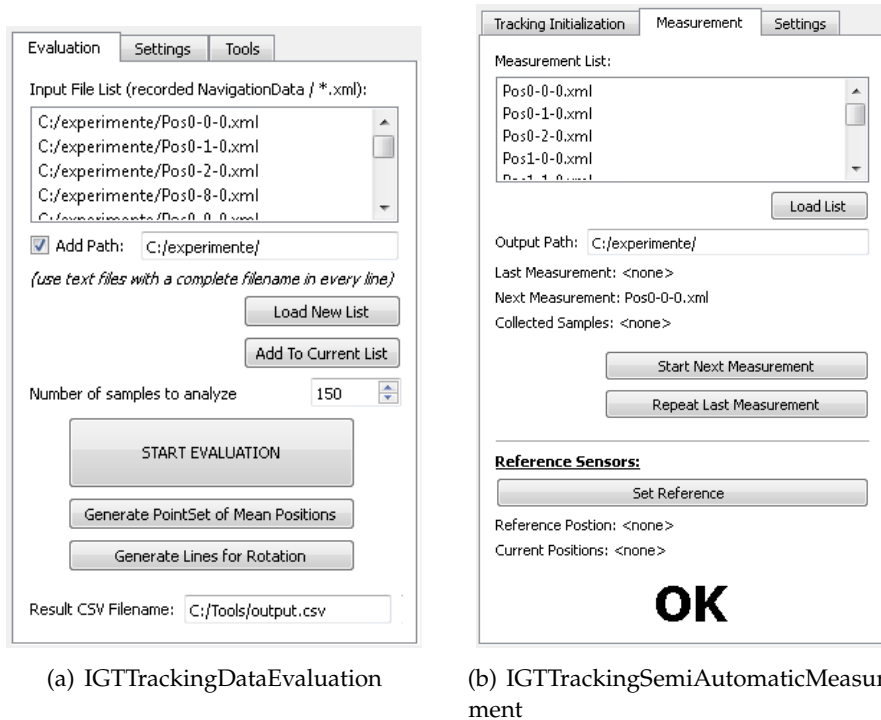 Evaluation Settings Tools
Input File List (recorded NavigationData / *.xml):
C:/experimente/Pos0-0-0.xml
C:/experimente/Pos0-1-0.xml
C:/experimente/Pos0-2-0.xml
C:/experimente/Pos0-8-0.xml
Add Path: C:/experimente/
(use text files with a complete filename in every line)
Load New List
Add To Current List
Number of samples to analyze 150
START EVALUATION
Generate PointSet of Mean Positions
Generate Lines for Rotation
Result CSV Filename: C:/Tools/output.csv
(a) IGTTrackingDataEvaluation
Tracking Initialization Measurement Settings
Measurement List:
Pos0-0-0.xml
Pos0-1-0.xml
Pos0-2-0.xml
Pos1-0-0.xml
Load List
Output Path: C:/experimente/
Last Measurement: <none>
Next Measurement: Pos0-0-0.xml
Collected Samples: <none>
Start Next Measurement
Repeat Last Measurement
Reference Sensors:
Set Reference
Reference Postion: <none>
Current Positions: <none>
OK
(b) IGTTrackingSemiAutomaticMeasur
ment